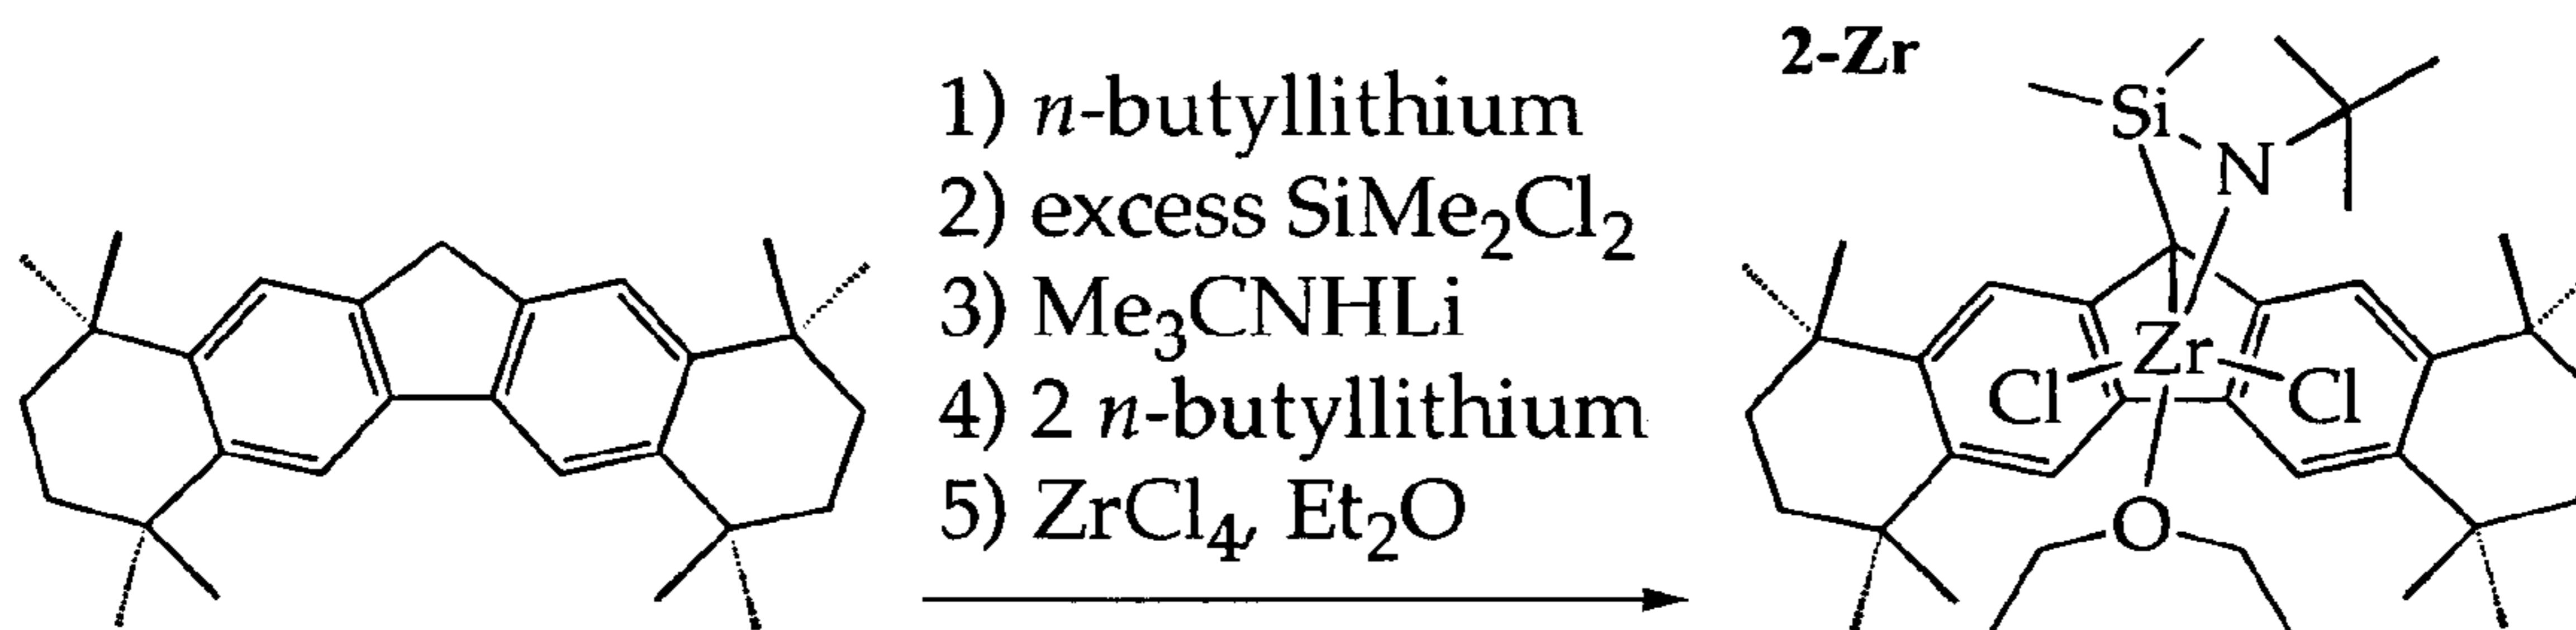 1) n-butyllithium
2) excess SiMe2Cl2
3) Me3CNHLi
4) 2 n-butyllithium
5) ZrCl4, Et2O
2-Zr
Si
N
Zr
Cl
Cl
O